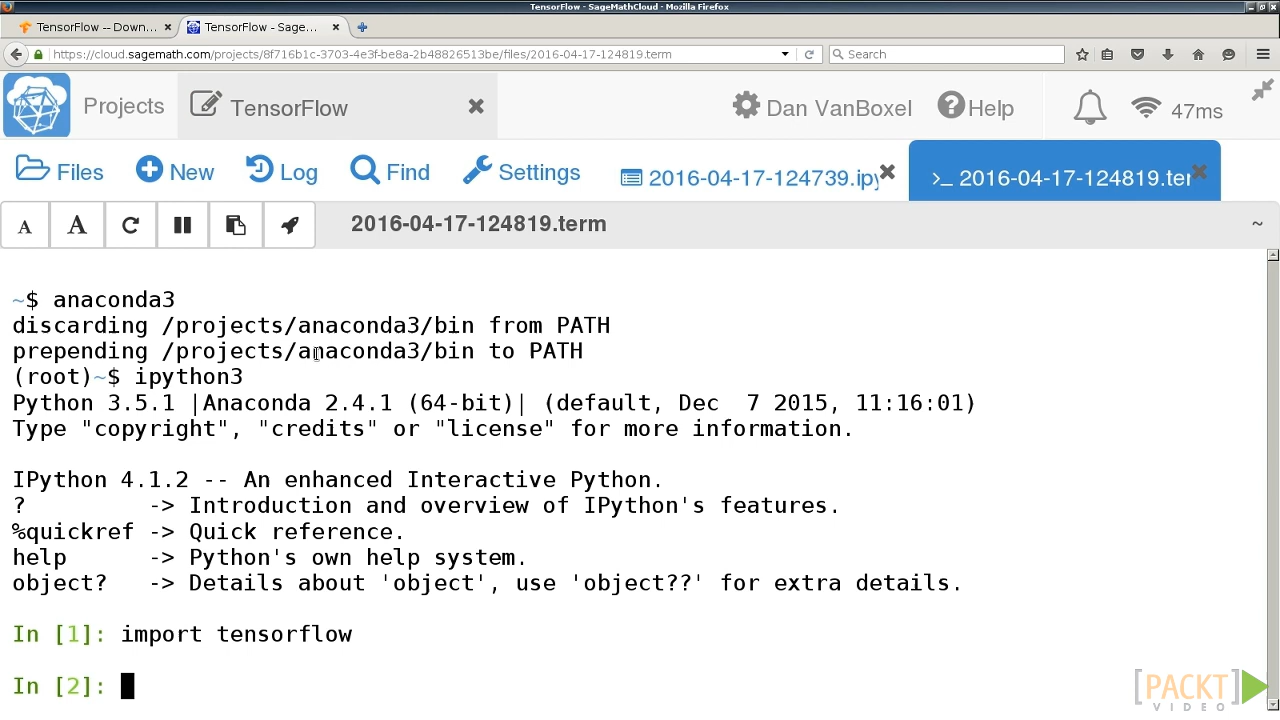 TensorFlow - SageMathCloud - Mozilla Firefox
TensorFlow -- Down...
TensorFlow - Sage...
https://cloud.sagemath.com/projects/8f716b1c-3703-4e3f-be8a-2b48826513be/files/2016-04-17-124819.term
Search
Projects
TensorFlow
Dan VanBoxel
Help
47ms
Files
New
Log
Find
Settings
2016-04-17-124739.ipy
>_ 2016-04-17-124819.ter
A A
2016-04-17-124819.term
~
~$ anaconda3
discarding /projects/anaconda3/bin from PATH
prepending /projects/anaconda3/bin to PATH
(root)~$ ipython3
Python 3.5.1 |Anaconda 2.4.1 (64-bit)| (default, Dec  7 2015, 11:16:01)
Type "copyright", "credits" or "license" for more information.
IPython 4.1.2 -- An enhanced Interactive Python.
?         -> Introduction and overview of IPython's features.
%quickref -> Quick reference.
help      -> Python's own help system.
object?   -> Details about 'object', use 'object??' for extra details.
In [1]: import tensorflow
In [2]:
[PACKT]
VIDEO